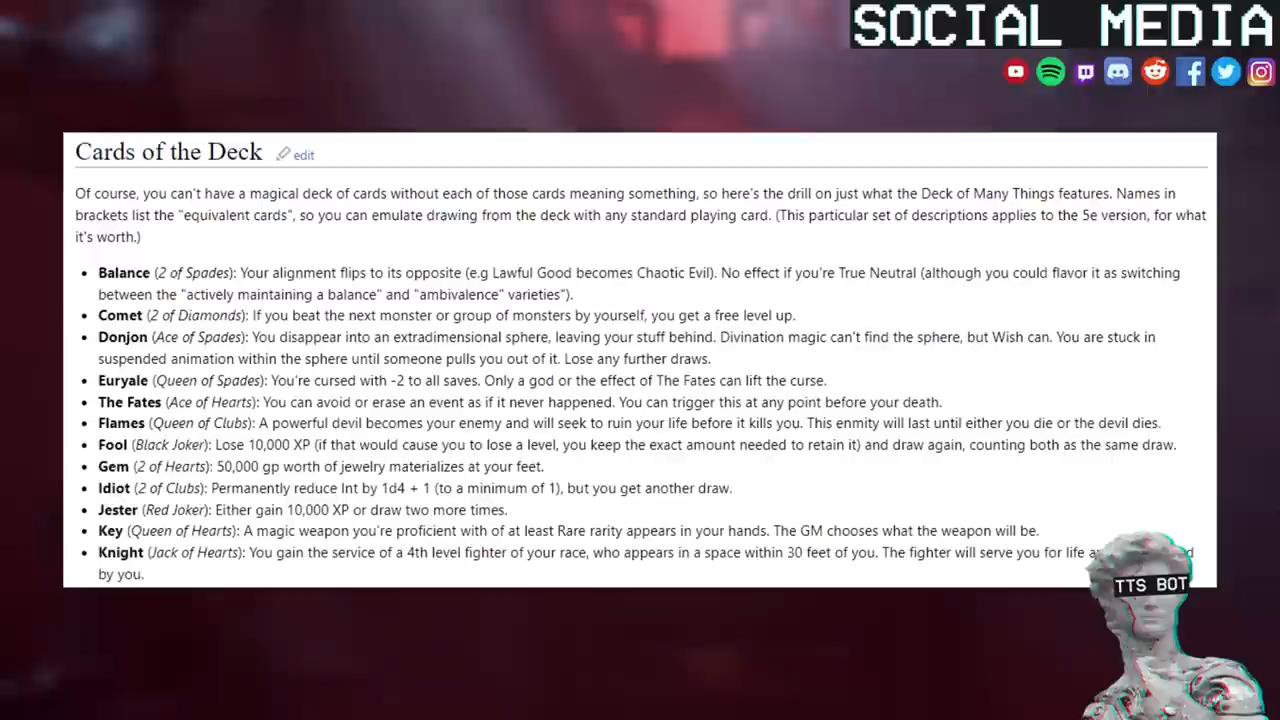 SOCIAL MEDIA
Cards of the Deck edit
Of course, you can't have a magical deck of cards without each of those cards meaning something, so here's the drill on just what the Deck of Many Things features. Names in
brackets list the "equivalent cards", so you can emulate drawing from the deck with any standard playing card. (This particular set of descriptions applies to the 5e version, for what
it's worth.)
• Balance (2 of Spades): Your alignment flips to its opposite (e.g Lawful Good becomes Chaotic Evil). No effect if you're True Neutral (although you could flavor it as switching
between the "actively maintaining a balance" and "ambivalence" varieties").
• Comet (2 of Diamonds): If you beat the next monster or group of monsters by yourself, you get a free level up.
• Donjon (Ace of Spades): You disappear into an extradimensional sphere, leaving your stuff behind. Divination magic can't find the sphere, but Wish can. You are stuck in
suspended animation within the sphere until someone pulls you out of it. Lose any further draws.
• Euryale (Queen of Spades): You're cursed with -2 to all saves. Only a god or the effect of The Fates can lift the curse.
• The Fates (Ace of Hearts): You can avoid or erase an event as if it never happened. You can trigger this at any point before your death.
• Flames (Queen of Clubs): A powerful devil becomes your enemy and will seek to ruin your life before it kills you. This enmity will last until either you die or the devil dies.
• Fool (Black Joker): Lose 10,000 XP (if that would cause you to lose a level, you keep the exact amount needed to retain it) and draw again, counting both as the same draw.
• Gem (2 of Hearts): 50,000 gp worth of jewelry materializes at your feet.
• Idiot (2 of Clubs): Permanently reduce Int by 1d4 + 1 (to a minimum of 1), but you get another draw.
• Jester (Red Joker): Either gain 10,000 XP or draw two more times.
• Key (Queen of Hearts): A magic weapon you're proficient with of at least Rare rarity appears in your hands. The GM chooses what the weapon will be.
• Knight (Jack of Hearts): You gain the service of a 4th level fighter of your race, who appears in a space within 30 feet of you. The fighter will serve you for life
by you.
TTS BOT